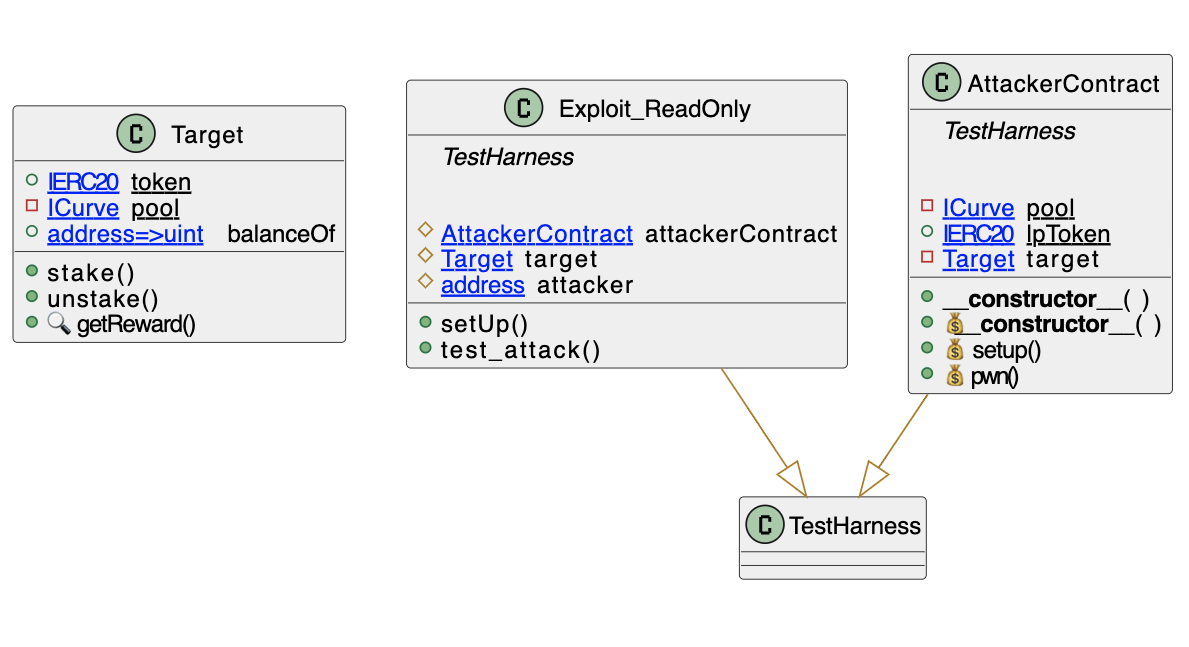 C Target
IERC20 token
ICurve pool
address=>uint balanceOf
stake()
unstake()
getReward()
C Exploit_ReadOnly
TestHarness
AttackerContract attackerContract
Target target
address attacker
setUp()
test_attack()
C AttackerContract
TestHarness
ICurve pool
IERC20 lpToken
Target target
__constructor__( )
__constructor__( )
setup()
pwn()
C TestHarness